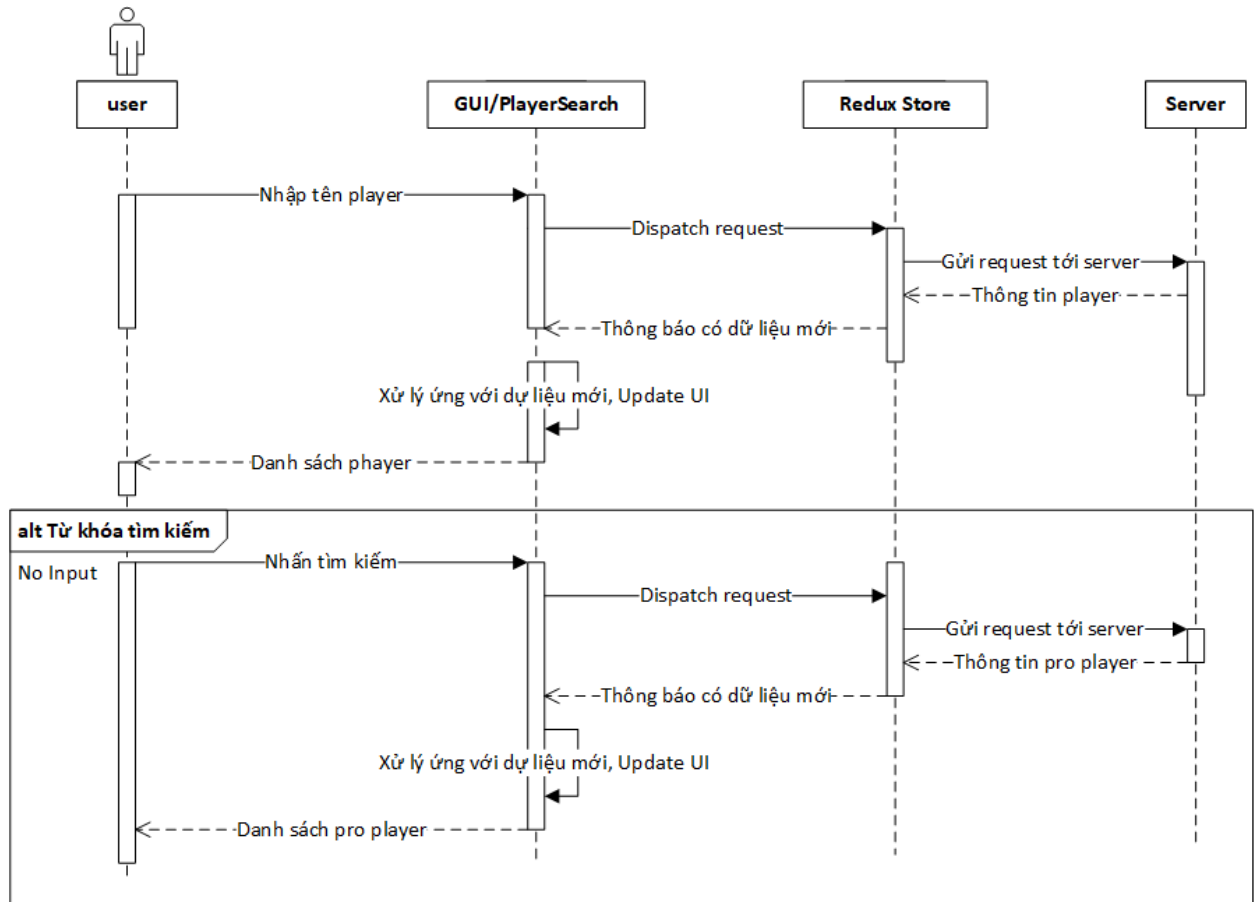 user
GUI/PlayerSearch
Redux Store
Server
Nhập tên player
Dispatch request
Gửi request tới server
Thông tin player
Thông báo có dữ liệu mới
Xử lý ứng với dự liệu mới, Update UI
Danh sách phayer
alt Từ khóa tìm kiếm
No Input
Nhấn tìm kiếm
Dispatch request
Gửi request tới server
Thông tin pro player
Thông báo có dữ liệu mới
Xử lý ứng với dự liệu mới, Update UI
Danh sách pro player